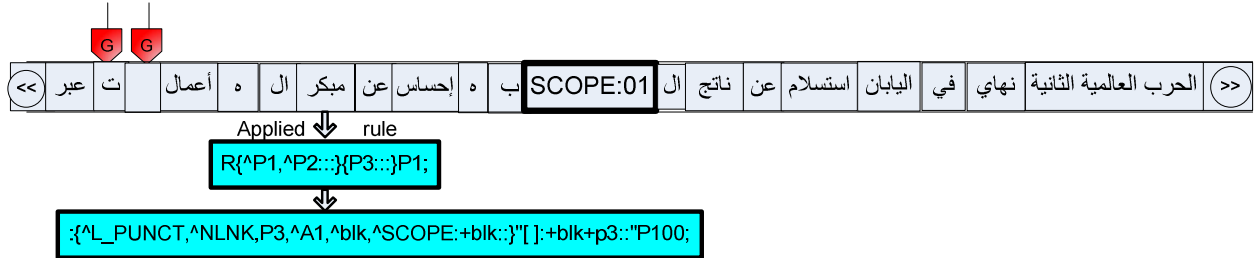 G G
<< الحرب العالمية الثانية نهاي في اليابان استسلام عن ناتج ال SCOPE:01 ب ه إحساس عن مبكر ال ه أعمال ت عبر >>
Applied rule
R{^P1,^P2:::}{P3:::}P1;
:{^L_PUNCT,^NLNK,P3,^A1,^blk,^SCOPE:+blk::}"[ ]:+blk+p3::"P100;